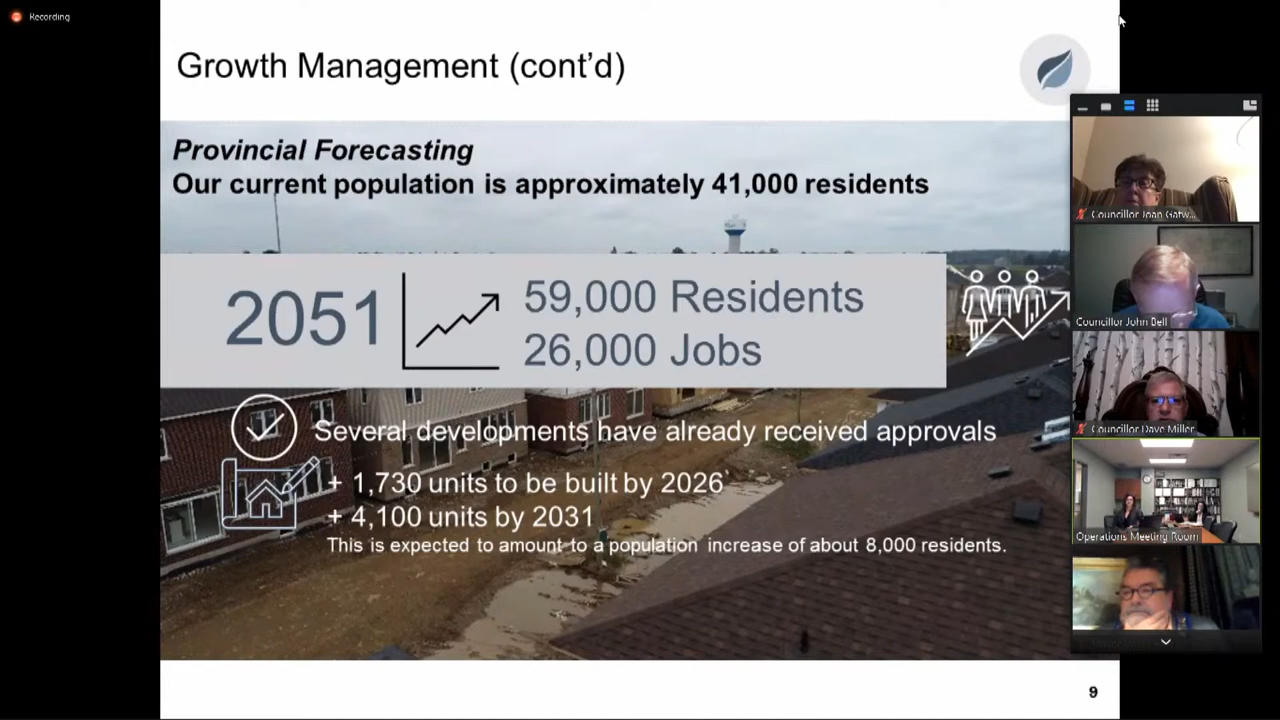 Recording
Growth Management (cont'd)
Provincial Forecasting
Our current population is approximately 41,000 residents
2051
59,000 Residents
26,000 Jobs
Several developments have already received approvals
+ 1,730 units to be built by 2026
+ 4,100 units by 2031
This is expected to amount to a population increase of about 8,000 residents.
9
Councillor Joan Gatw...
Councillor John Bell
Councillor Dave Miller
Operations Meeting Room